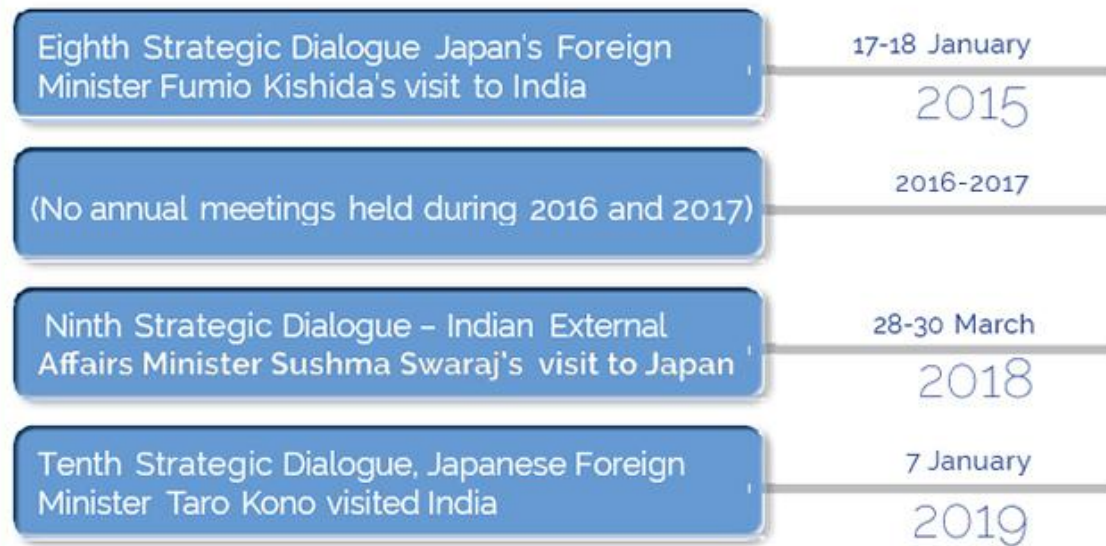 Eighth Strategic Dialogue Japan's Foreign
Minister Fumio Kishida's visit to India
17-18 January
2015
(No annual meetings held during 2016 and 2017)
2016-2017
Ninth Strategic Dialogue – Indian External
Affairs Minister Sushma Swaraj's visit to Japan
28-30 March
2018
Tenth Strategic Dialogue, Japanese Foreign
Minister Taro Kono visited India
7 January
2019